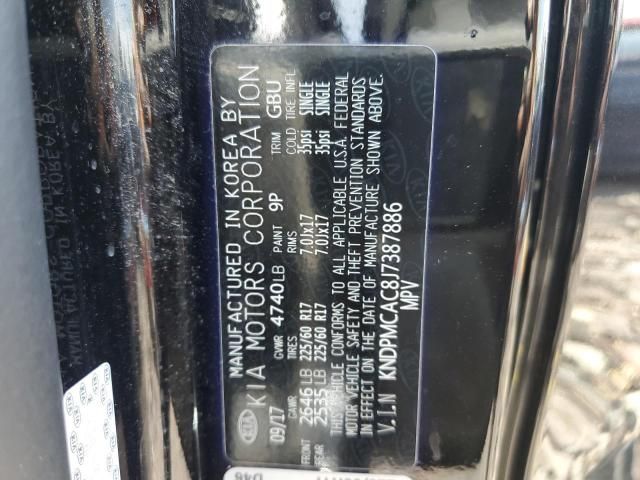 MANUFACTURED IN KOREA BY
KIA KIA MOTORS CORPORATION
09/17 GVWR 4740LB PAINT 9P TRIM GBU
GAWR TIRES RIMS COLD TIRE INFL
FRONT 2646LB 225/60 R17 7.0Jx17 35psi SINGLE
REAR 2535LB 225/60 R17 7.0Jx17 35psi SINGLE
THIS VEHICLE CONFORMS TO ALL APPLICABLE U.S.A. FEDERAL
MOTOR VEHICLE SAFETY AND THEFT PREVENTION STANDARDS
IN EFFECT ON THE DATE OF MANUFACTURE SHOWN ABOVE.
V.I.N KNDPMCAC8J7387886
MPV